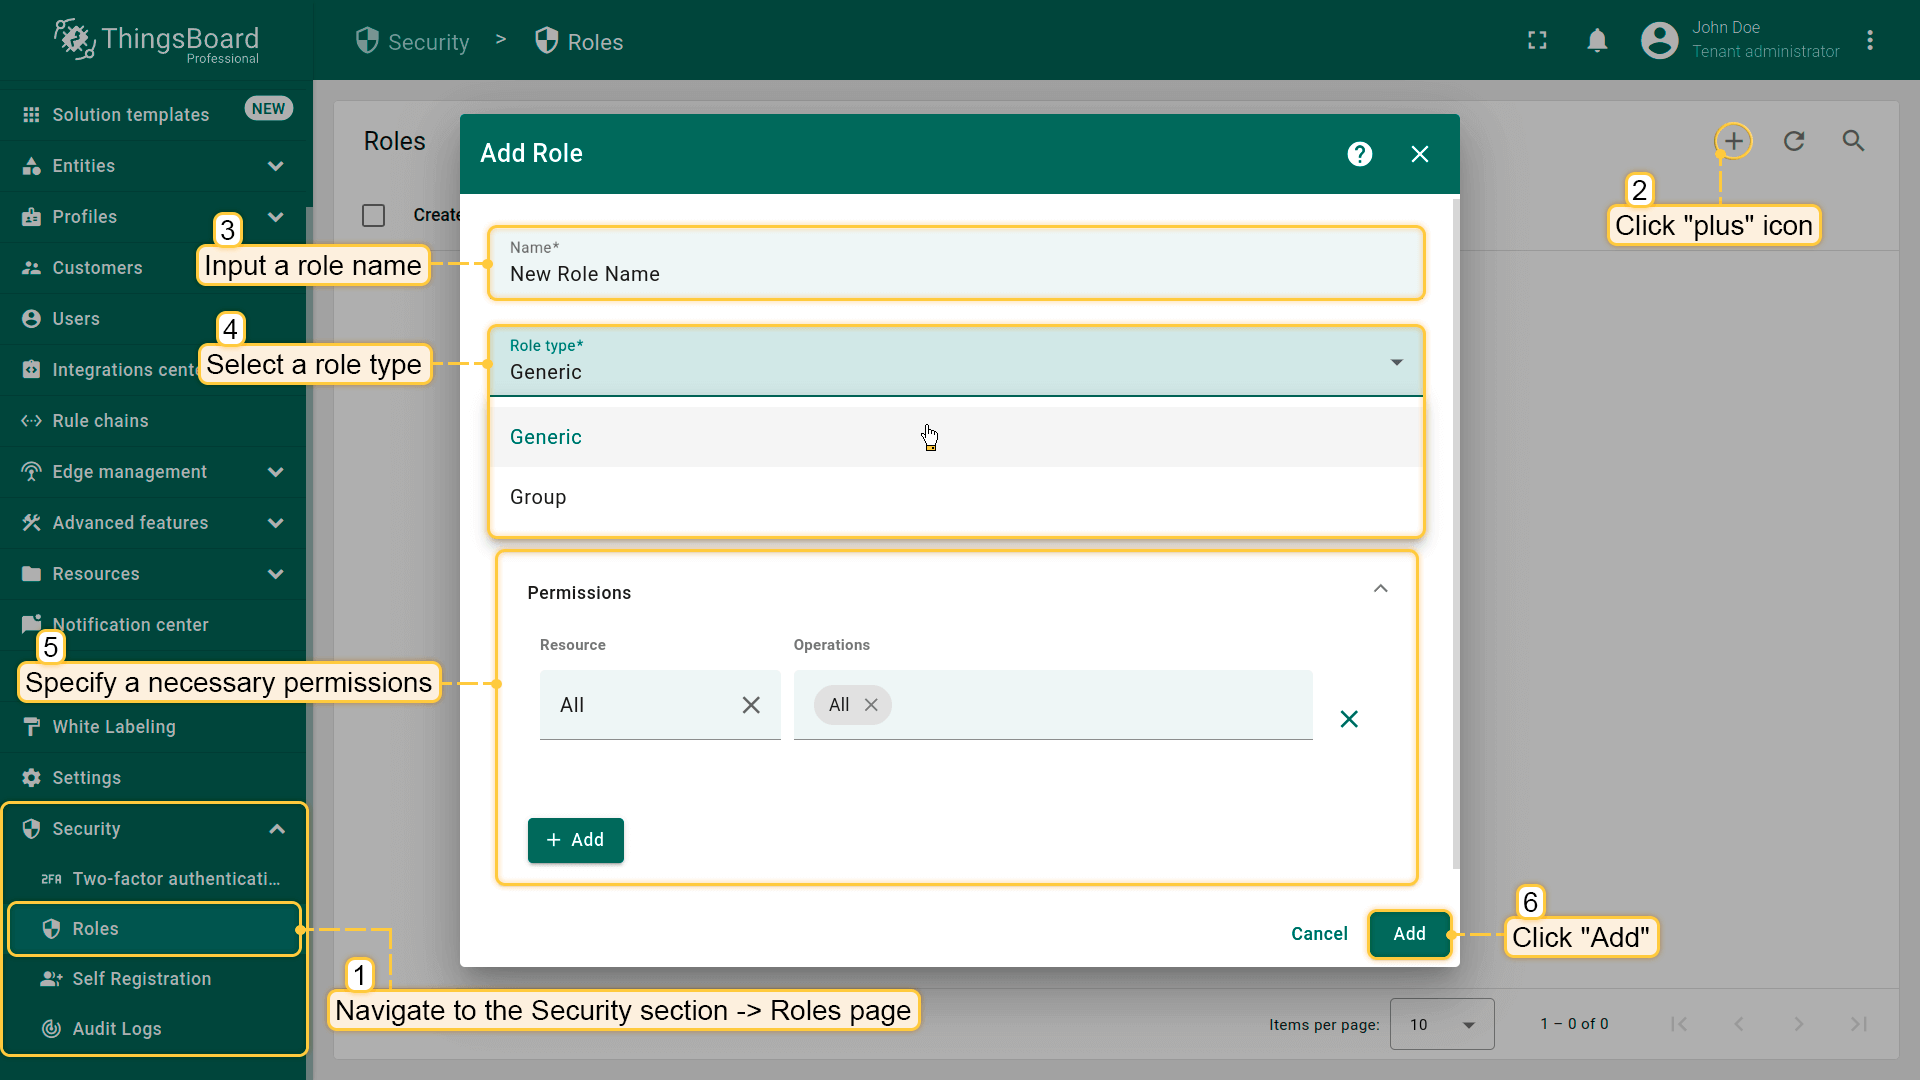 ThingsBoard
Professional
Security > Roles
John Doe
Tenant administrator
Solution templates
NEW
Entities
Profiles
Customers
Users
Integrations cente
Rule chains
Edge management
Advanced features
Resources
Notification center
White Labeling
Settings
Security
2FA Two-factor authenticati...
Roles
Self Registration
Audit Logs
Roles
Create
Add Role
?
Name*
New Role Name
Role type*
Generic
Generic
Group
Permissions
Resource Operations
All All
+ Add
Cancel Add
1
Navigate to the Security section -> Roles page
2
Click "plus" icon
3
Input a role name
4
Select a role type
5
Specify a necessary permissions
6
Click "Add"
Items per page: 10 1 – 0 of 0